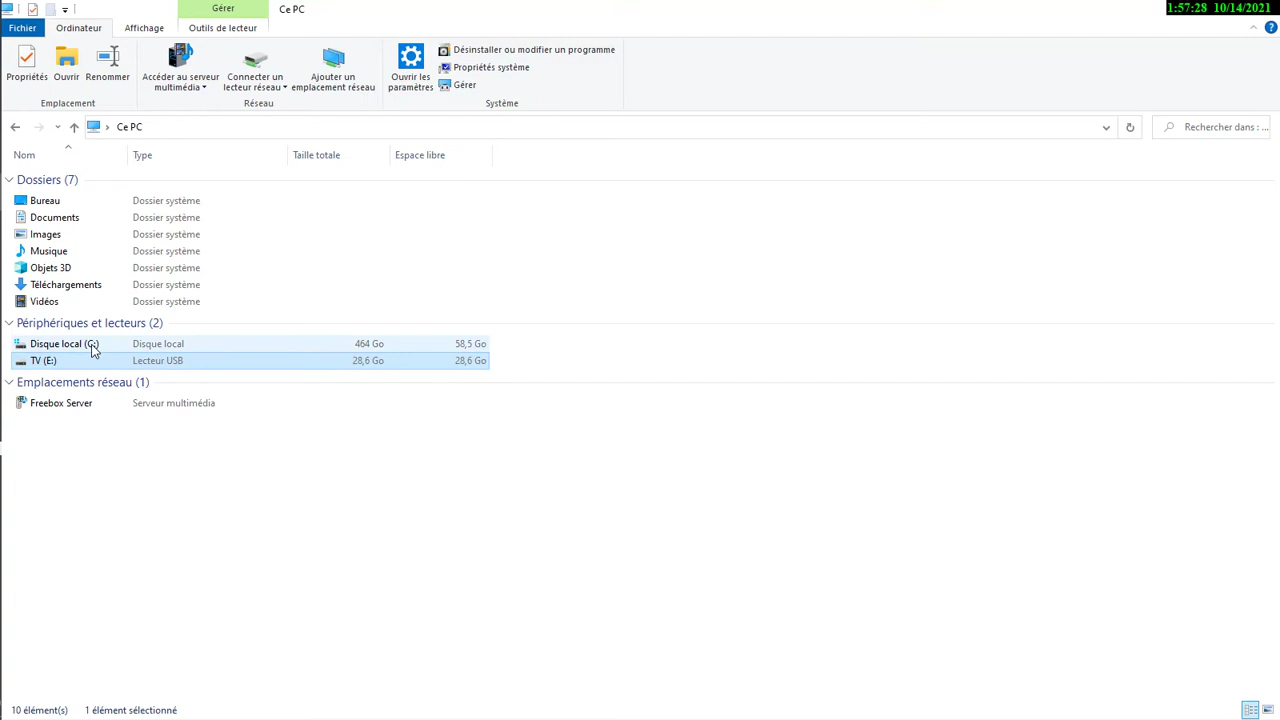 Gérer
Ce PC
1:57:28 10/14/2021
Fichier
Ordinateur
Affichage
Outils de lecteur
Propriétés
Ouvrir
Renommer
Accéder au serveur
multimédia
Connecter un
lecteur réseau
Ajouter un
emplacement réseau
Ouvrir les
paramètres
Désinstaller ou modifier un programme
Propriétés système
Gérer
Emplacement
Réseau
Système
Ce PC
Rechercher dans : ...
Nom
Type
Taille totale
Espace libre
Dossiers (7)
Bureau Dossier système
Documents Dossier système
Images Dossier système
Musique Dossier système
Objets 3D Dossier système
Téléchargements Dossier système
Vidéos Dossier système
Périphériques et lecteurs (2)
Disque local (C:) Disque local 464 Go 58,5 Go
TV (E:) Lecteur USB 28,6 Go 28,6 Go
Emplacements réseau (1)
Freebox Server Serveur multimédia
10 élément(s) 1 élément sélectionné